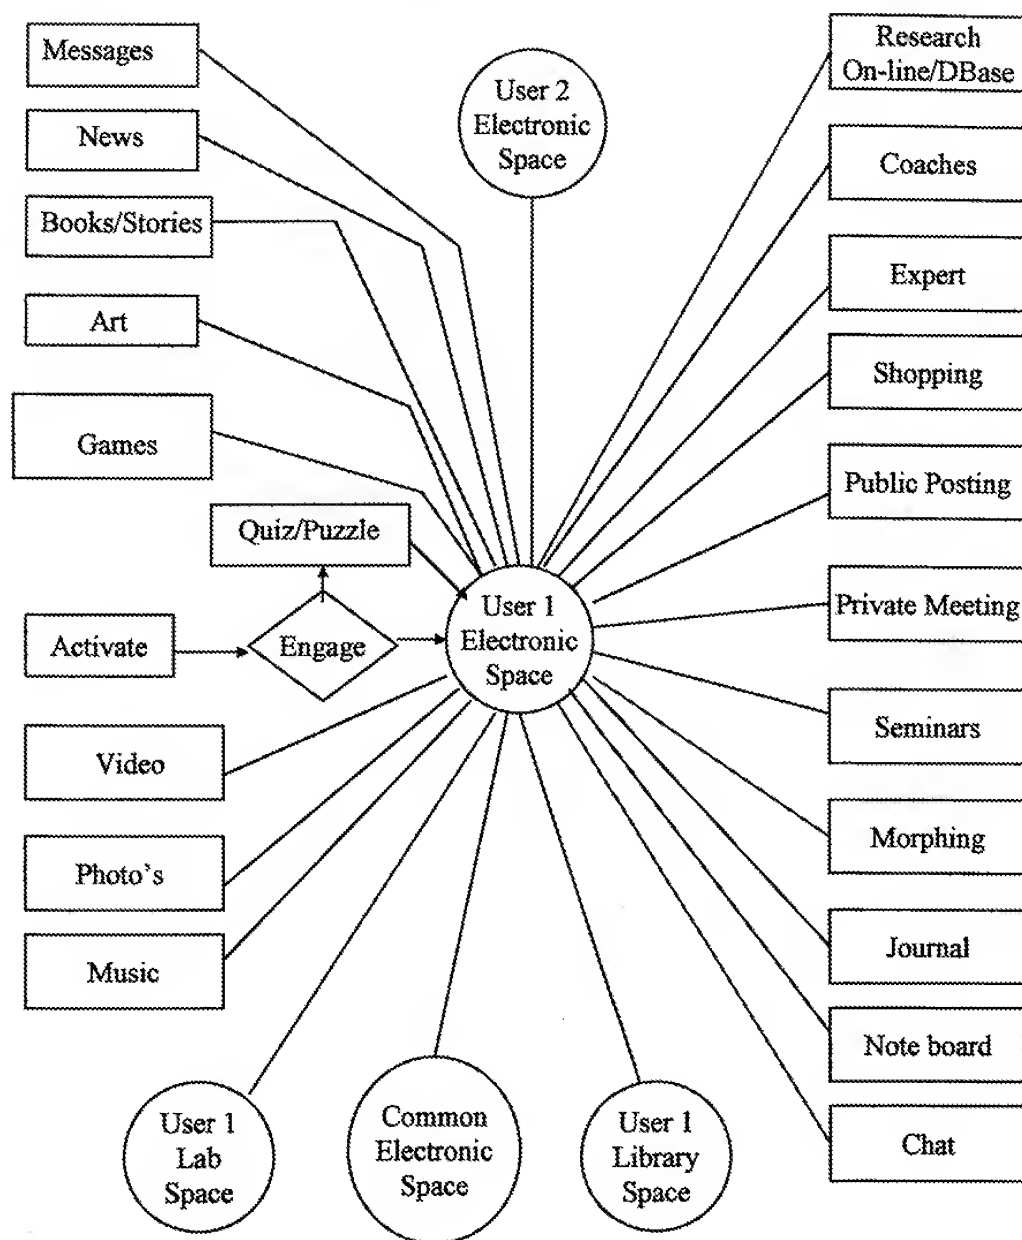 Messages
News
Books/Stories
Art
Games
Quiz/Puzzle
Activate
Engage
Video
Photo's
Music
User 2
Electronic
Space
User 1
Electronic
Space
User 1
Lab
Space
Common
Electronic
Space
User 1
Library
Space
Research
On-line/DBase
Coaches
Expert
Shopping
Public Posting
Private Meeting
Seminars
Morphing
Journal
Note board
Chat